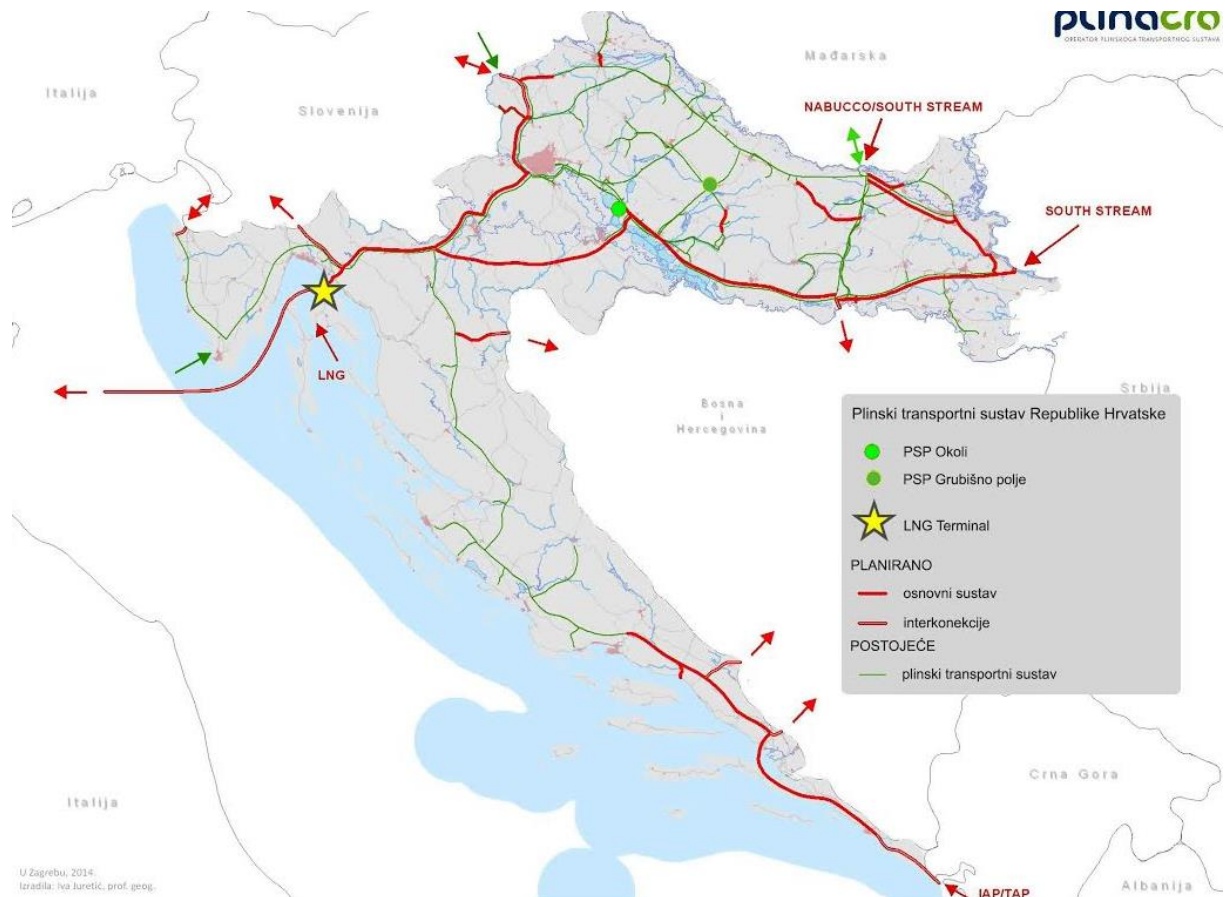 plinacro
OPERATOR PLINSKOGA TRANSPORTNOG SUSTAVA
Mađarska
Italija
Slovenija
NABUCCO/SOUTH STREAM
SOUTH STREAM
LNG
Bosna
i
Hercegovina
Srbija
Plinski transportni sustav Republike Hrvatske
PSP Okoli
PSP Grubišno polje
LNG Terminal
PLANIRANO
osnovni sustav
interkonekcije
POSTOJEĆE
plinski transportni sustav
Crna Gora
Italija
Albanija
IAP/TAP
U Zagrebu, 2014.
Izradila: Iva Juretić, prof. geog.